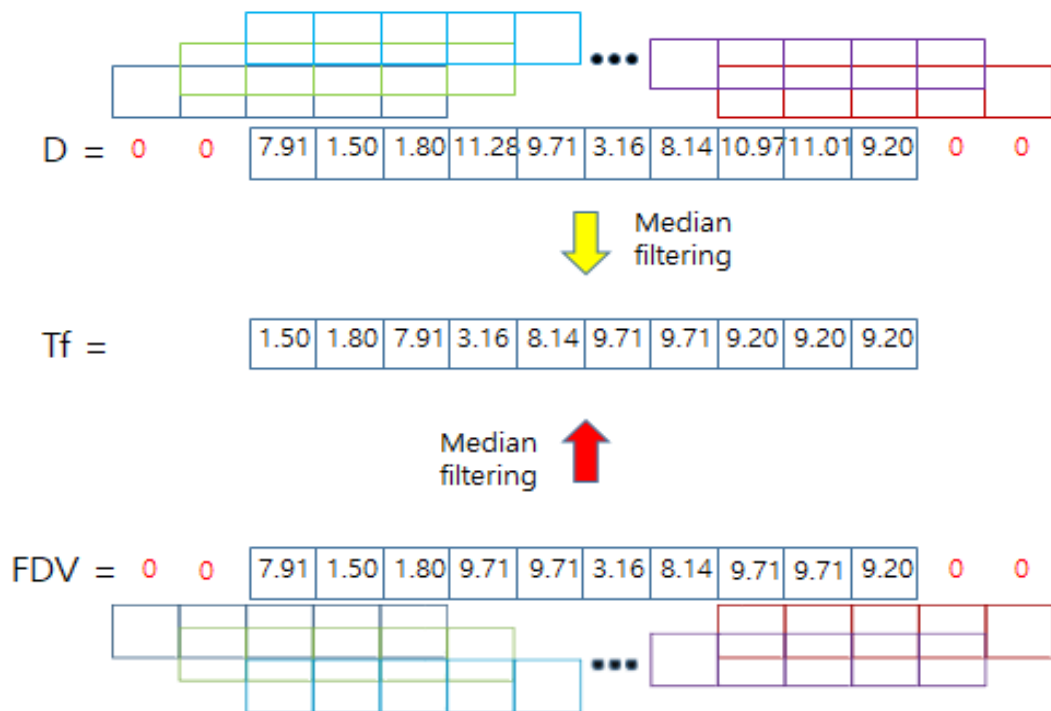 D = 0 0 7.91 1.50 1.80 11.28 9.71 3.16 8.14 10.97 11.01 9.20 0 0
Median
filtering
Tf = 1.50 1.80 7.91 3.16 8.14 9.71 9.71 9.20 9.20 9.20
Median
filtering
FDV = 0 0 7.91 1.50 1.80 9.71 9.71 3.16 8.14 9.71 9.71 9.20 0 0